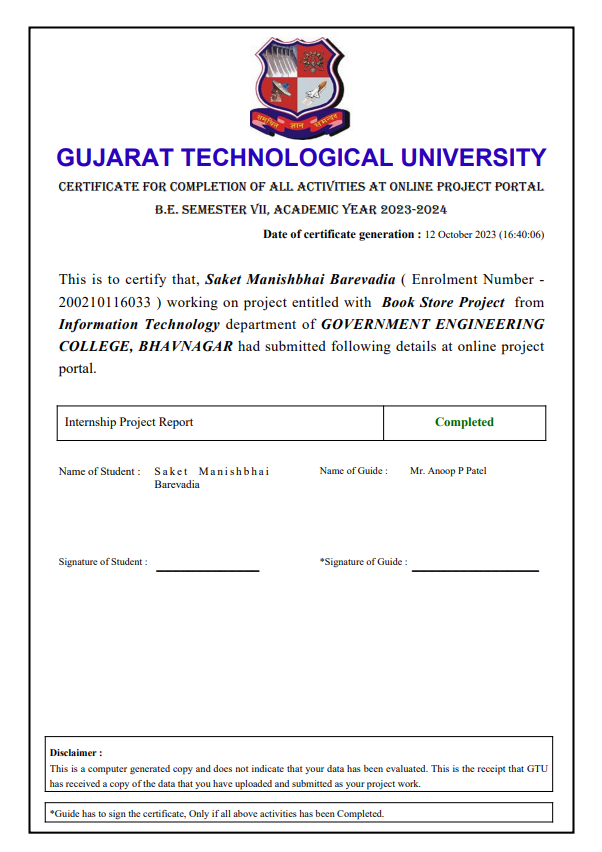 समन्वित ज्ञान समन्वय
GUJARAT TECHNOLOGICAL UNIVERSITY
CERTIFICATE FOR COMPLETION OF ALL ACTIVITIES AT ONLINE PROJECT PORTAL
B.E. SEMESTER VII, ACADEMIC YEAR 2023-2024
Date of certificate generation : 12 October 2023 (16:40:06)
This is to certify that, Saket Manishbhai Barevadia ( Enrolment Number -
200210116033 ) working on project entitled with Book Store Project from
Information Technology department of GOVERNMENT ENGINEERING
COLLEGE, BHAVNAGAR had submitted following details at online project
portal.
Internship Project Report Completed
Name of Student : Saket Manishbhai Name of Guide : Mr. Anoop P Patel
Barevadia
Signature of Student : *Signature of Guide :
Disclaimer :
This is a computer generated copy and does not indicate that your data has been evaluated. This is the receipt that GTU
has received a copy of the data that you have uploaded and submitted as your project work.
*Guide has to sign the certificate, Only if all above activities has been Completed.